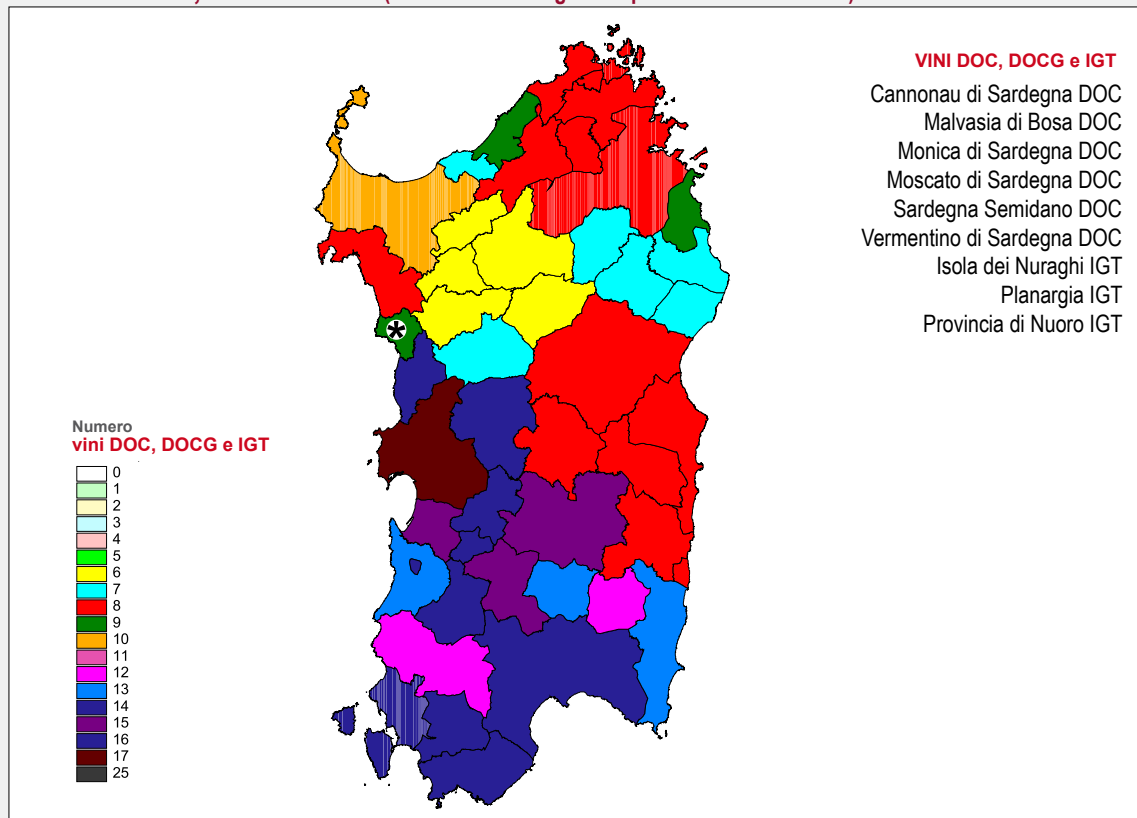 VINI DOC, DOCG e IGT
Cannonau di Sardegna DOC
Malvasia di Bosa DOC
Monica di Sardegna DOC
Moscato di Sardegna DOC
Sardegna Semidano DOC
Vermentino di Sardegna DOC
Isola dei Nuraghi IGT
Planargia IGT
Provincia di Nuoro IGT
*
Numero
vini DOC, DOCG e IGT
0
1
2
3
4
5
6
7
8
9
10
11
12
13
14
15
16
17
25